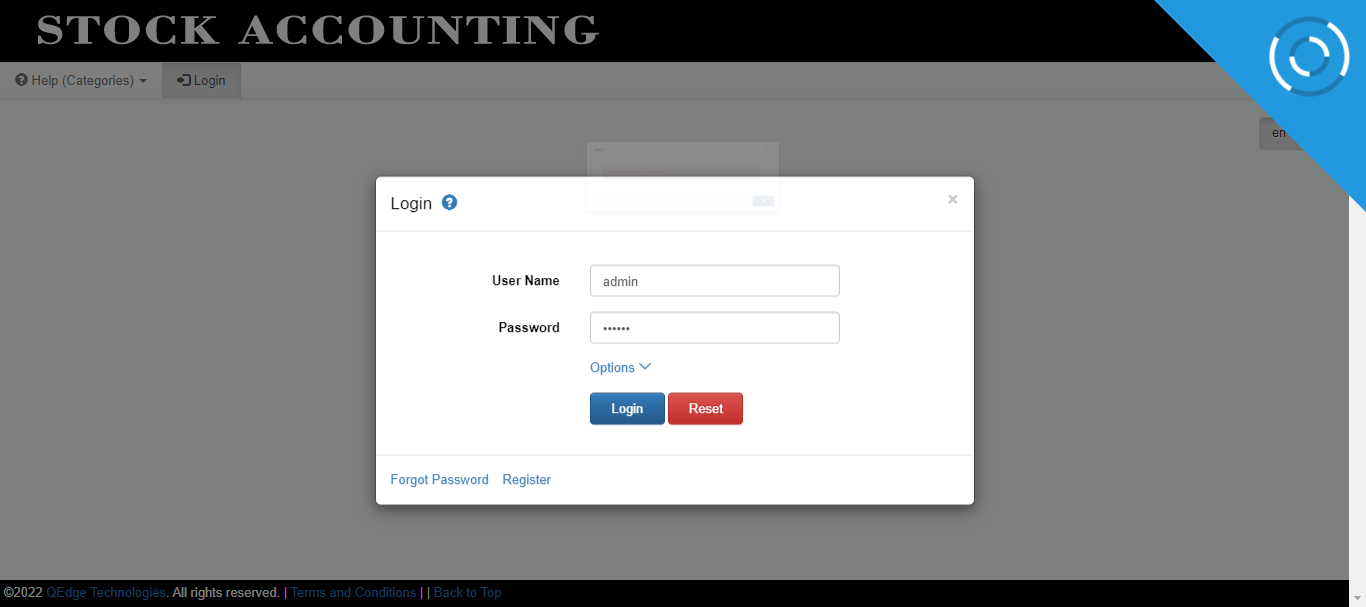 STOCK ACCOUNTING
Help (Categories) Login
en
Login ? ×
User Name admin
Password ••••••
Options
Login Reset
Forgot Password Register
©2022 QEdge Technologies. All rights reserved. | Terms and Conditions | | Back to Top